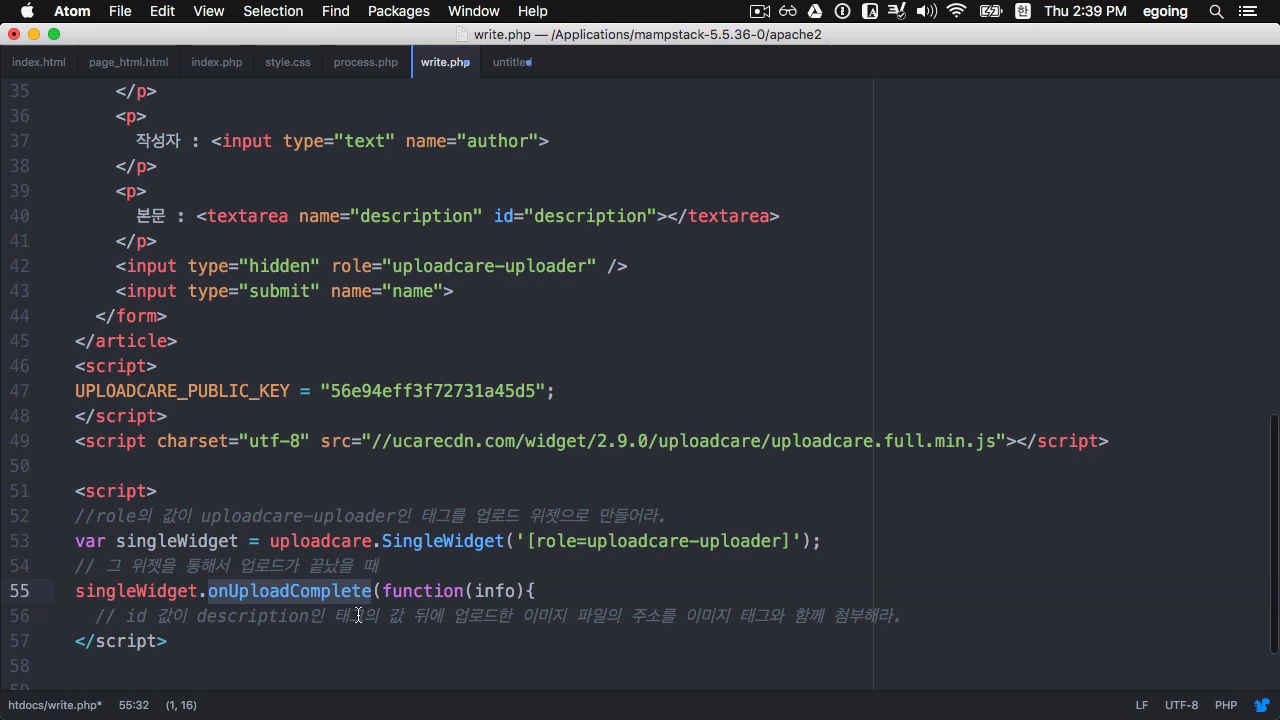 Atom File Edit View Selection Find Packages Window Help Thu 2:39 PM egoing
write.php — /Applications/mampstack-5.5.36-0/apache2
index.html page_html.html index.php style.css process.php write.php untitled
35 </p>
36 <p>
37 작성자 : <input type="text" name="author">
38 </p>
39 <p>
40 본문 : <textarea name="description" id="description"></textarea>
41 </p>
42 <input type="hidden" role="uploadcare-uploader" />
43 <input type="submit" name="name">
44 </form>
45 </article>
46 <script>
47 UPLOADCARE_PUBLIC_KEY = "56e94eff3f72731a45d5";
48 </script>
49 <script charset="utf-8" src="//ucarecdn.com/widget/2.9.0/uploadcare/uploadcare.full.min.js"></script>
50
51 <script>
52 //role의 값이 uploadcare-uploader인 태그를 업로드 위젯으로 만들어라.
53 var singleWidget = uploadcare.SingleWidget('[role=uploadcare-uploader]');
54 // 그 위젯을 통해서 업로드가 끝났을 때
55 singleWidget.onUploadComplete(function(info){
56 // id 값이 description인 태그의 값 뒤에 업로드한 이미지 파일의 주소를 이미지 태그와 함께 첨부해라.
57 </script>
58
59
htdocs/write.php* 55:32 (1, 16) LF UTF-8 PHP